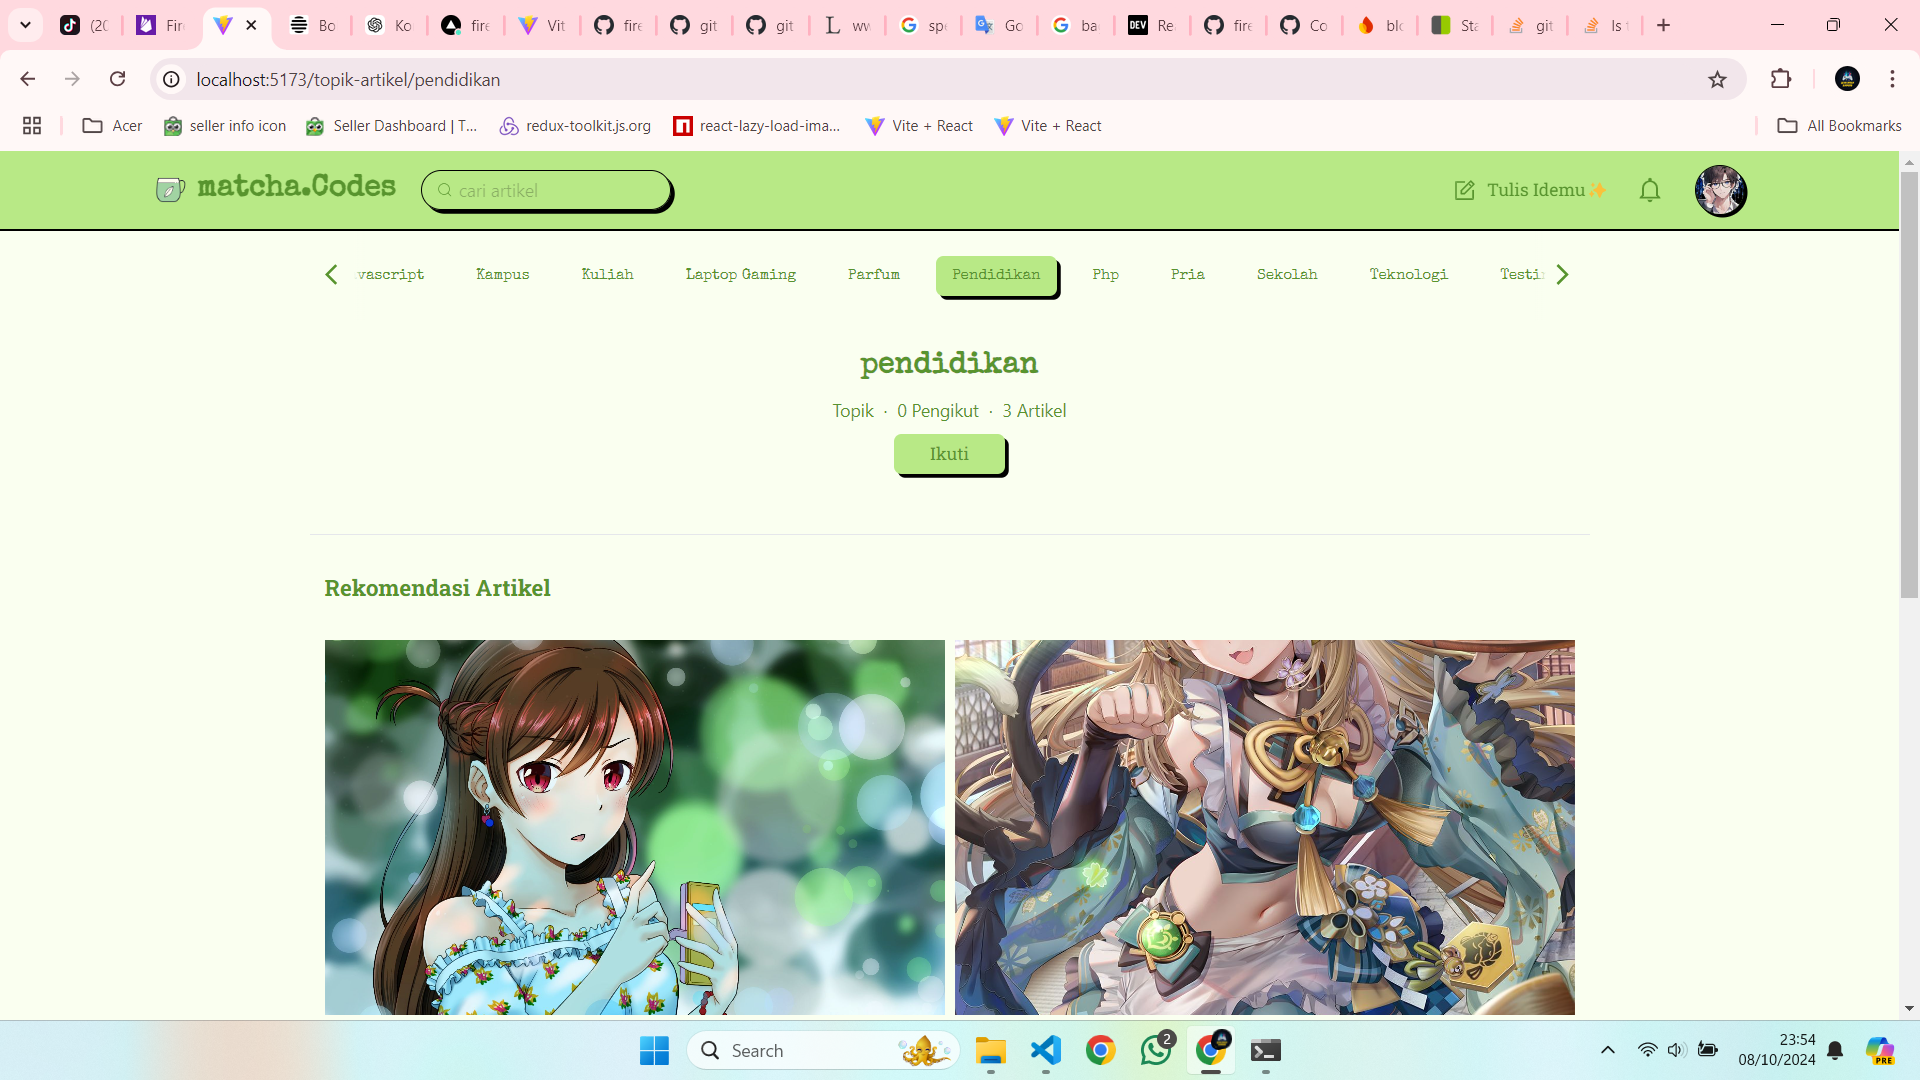 (20
Fire
Bo
Ko
fire
Vit
fire
git
git
ww
spe
Go
ba
DEV
Re
fire
Co
blo
Sta
git
Is t
localhost:5173/topik-artikel/pendidikan
Acer
seller info icon
Seller Dashboard | T...
redux-toolkit.js.org
react-lazy-load-ima...
Vite + React
Vite + React
All Bookmarks
matcha.Codes
cari artikel
Tulis Idemu✨
vascript
Kampus
Kuliah
Laptop Gaming
Parfum
Pendidikan
Php
Pria
Sekolah
Teknologi
Testi
pendidikan
Topik · 0 Pengikut · 3 Artikel
Ikuti
Rekomendasi Artikel
Search
2
23:54
08/10/2024
PRE